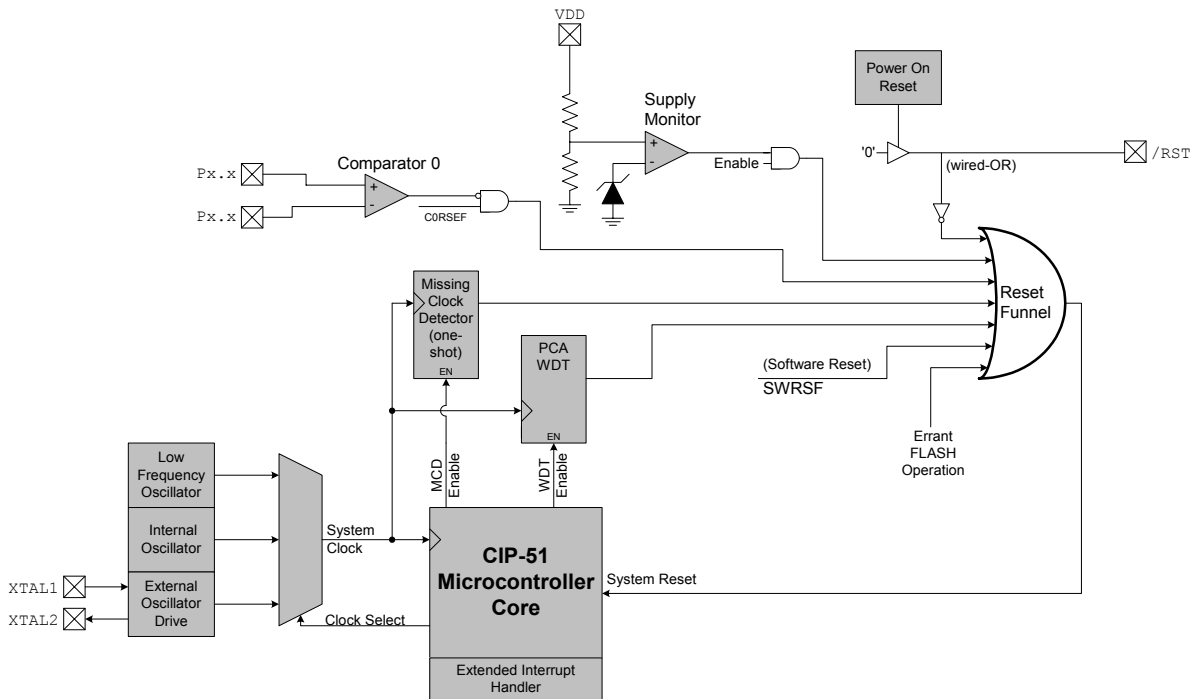 VDD
Power On
Reset
Supply
Monitor
+
-
Enable
'0'
(wired-OR)
/RST
Px.x
Px.x
Comparator 0
+
-
C0RSEF
Missing
Clock
Detector
(one-
shot)
EN
PCA
WDT
EN
(Software Reset)
SWRSF
Errant
FLASH
Operation
Reset
Funnel
Low
Frequency
Oscillator
Internal
Oscillator
External
Oscillator
Drive
XTAL1
XTAL2
System
Clock
Clock Select
MCD
Enable
WDT
Enable
CIP-51
Microcontroller
Core
System Reset
Extended Interrupt
Handler